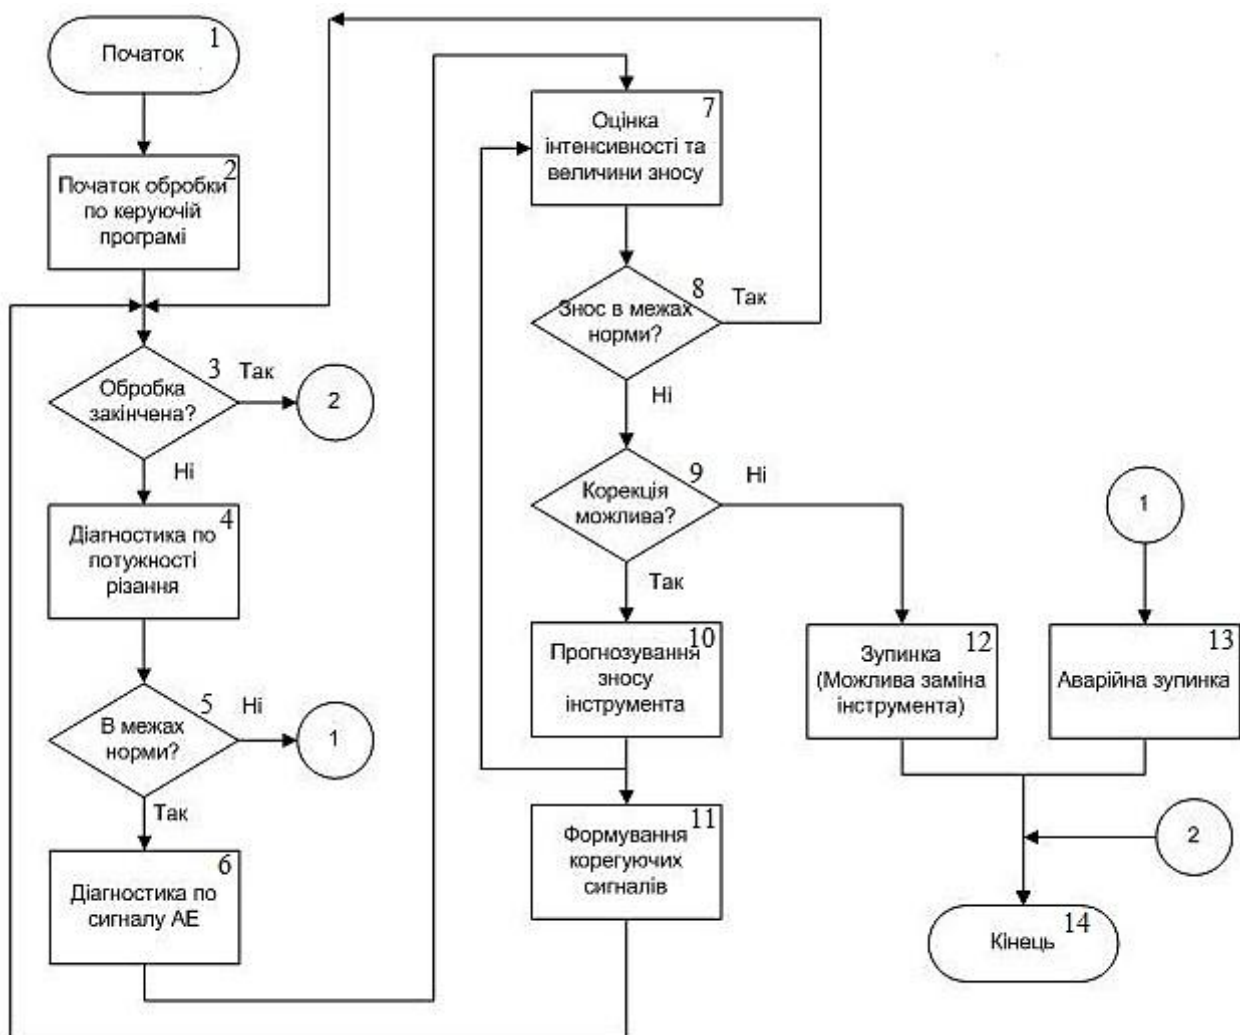 Початок
1
2
Початок обробки
по керуючій
програмі
3
Так
Обробка
закінчена?
2
Ні
4
Діагностика по
потужності
різання
5
Ні
В межах
норми?
1
Так
6
Діагностика по
сигналу АЕ
7
Оцінка
інтенсивності та
величини зносу
8
Так
Знос в межах
норми?
Ні
9
Ні
Корекція
можлива?
Так
10
Прогнозування
зносу
інструмента
11
Формування
корегуючих
сигналів
12
Зупинка
(Можлива заміна
інструмента)
1
13
Аварійна зупинка
2
14
Кінець